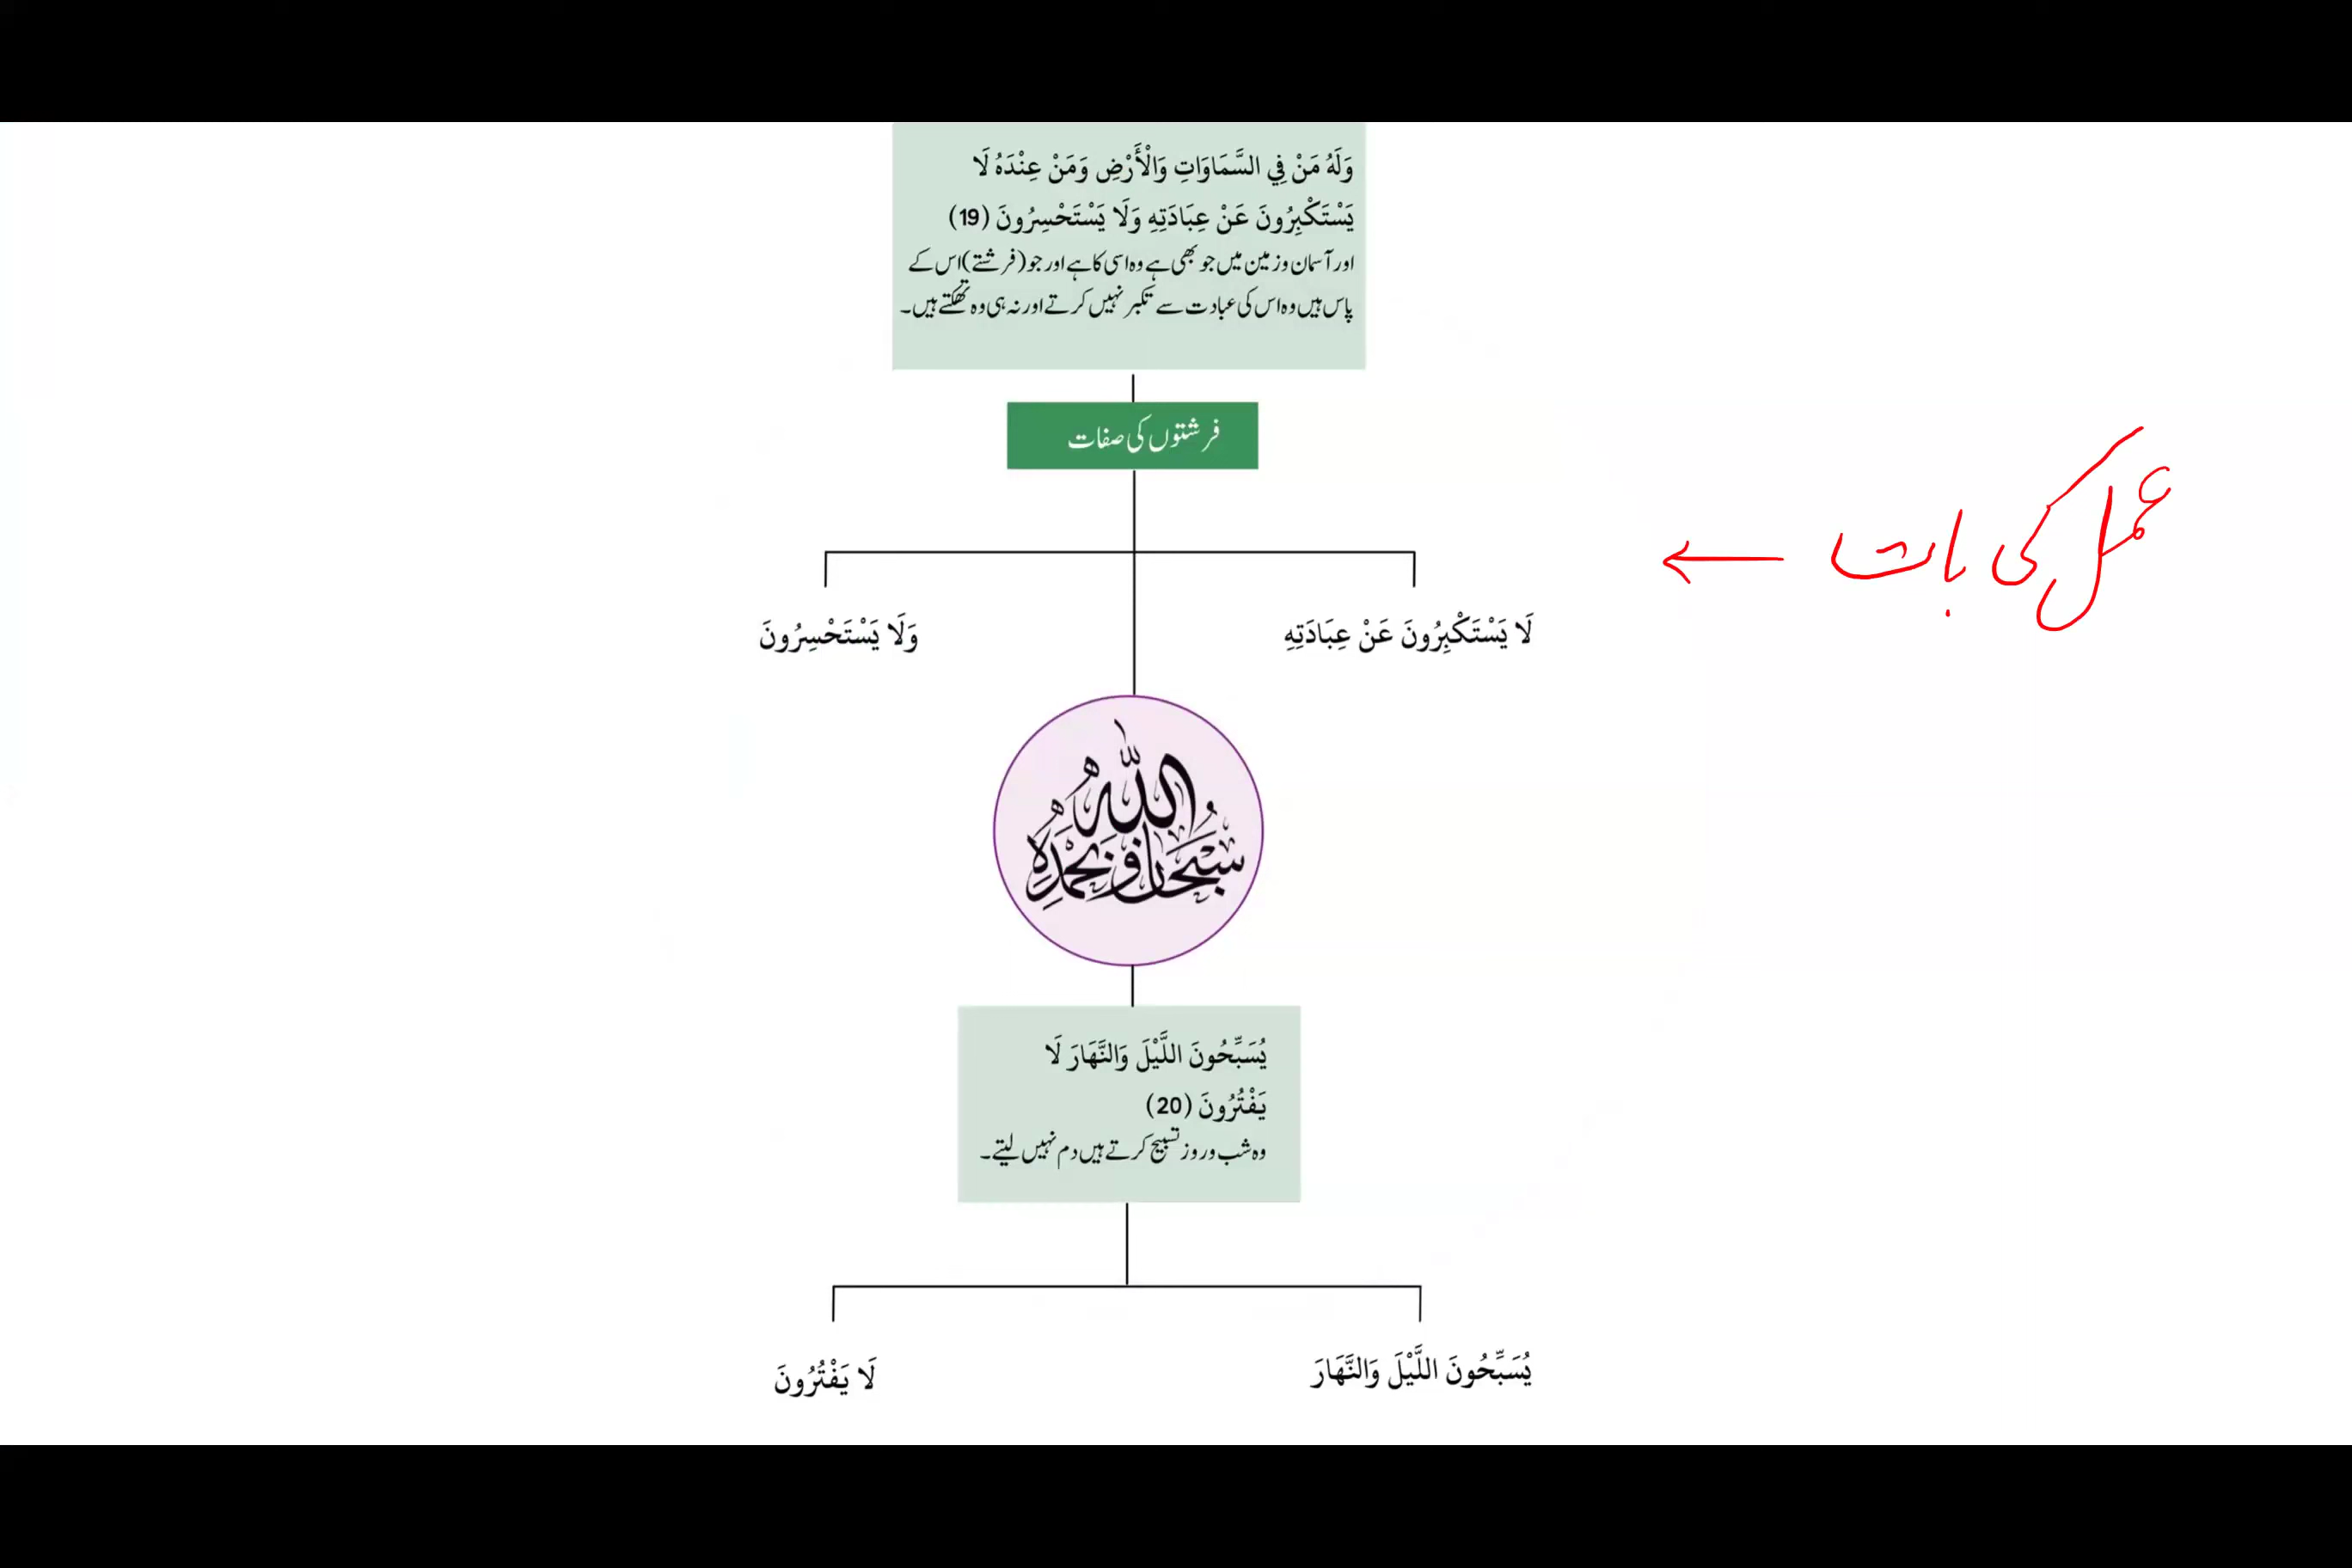 وَلَهُ مَنْ فِي السَّمَاوَاتِ وَالْأَرْضِ وَمَنْ عِنْدَهُ لَا
يَسْتَكْبِرُونَ عَنْ عِبَادَتِهِ وَلَا يَسْتَحْسِرُونَ (19)
اور آسمان وزمین میں جو بھی ہے وہ اسی کا ہے اور جو (فرشتے) اس کے
پاس ہیں وہ اس کی عبادت سے تکبر نہیں کرتے اور نہ ہی وہ تھکتے ہیں۔
فرشتوں کی صفات
عمل کی بات ←
لَا يَسْتَكْبِرُونَ عَنْ عِبَادَتِهِ
وَلَا يَسْتَحْسِرُونَ
سُبْحَانَ اللهِ وَبِحَمْدِهِ
يُسَبِّحُونَ اللَّيْلَ وَالنَّهَارَ لَا
يَفْتُرُونَ (20)
وہ شب و روز تسبیح کرتے ہیں دم نہیں لیتے۔
يُسَبِّحُونَ اللَّيْلَ وَالنَّهَارَ
لَا يَفْتُرُونَ